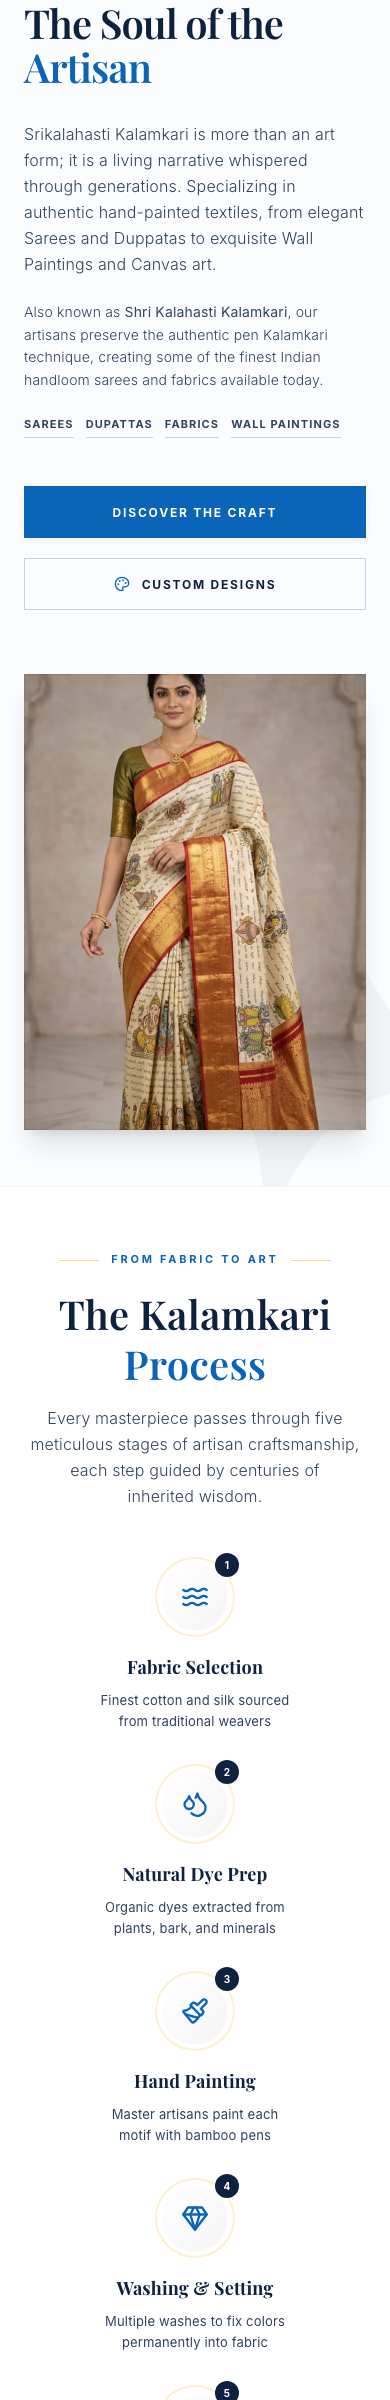 The Soul of the
Artisan
Srikalahasti Kalamkari is more than an art
form; it is a living narrative whispered
through generations. Specializing in
authentic hand-painted textiles, from elegant
Sarees and Duppatas to exquisite Wall
Paintings and Canvas art.
Also known as Shri Kalahasti Kalamkari, our
artisans preserve the authentic pen Kalamkari
technique, creating some of the finest Indian
handloom sarees and fabrics available today.
SAREES DUPATTAS FABRICS WALL PAINTINGS
DISCOVER THE CRAFT
CUSTOM DESIGNS
FROM FABRIC TO ART
The Kalamkari
Process
Every masterpiece passes through five
meticulous stages of artisan craftsmanship,
each step guided by centuries of
inherited wisdom.
1
Fabric Selection
Finest cotton and silk sourced
from traditional weavers
2
Natural Dye Prep
Organic dyes extracted from
plants, bark, and minerals
3
Hand Painting
Master artisans paint each
motif with bamboo pens
4
Washing & Setting
Multiple washes to fix colors
permanently into fabric
5